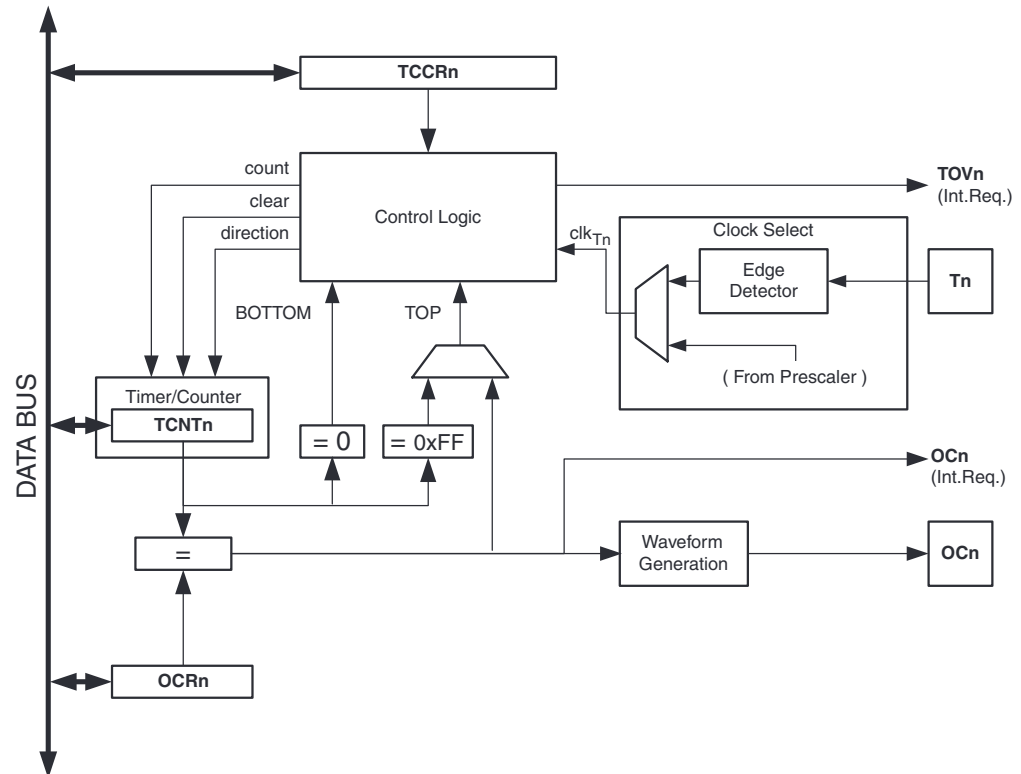 TCCRn
count
clear
direction
Control Logic
TOVn
(Int.Req.)
clkTn
Clock Select
Edge
Detector
Tn
( From Prescaler )
BOTTOM
TOP
DATA BUS
Timer/Counter
TCNTn
= 0
= 0xFF
OCn
(Int.Req.)
=
Waveform
Generation
OCn
OCRn